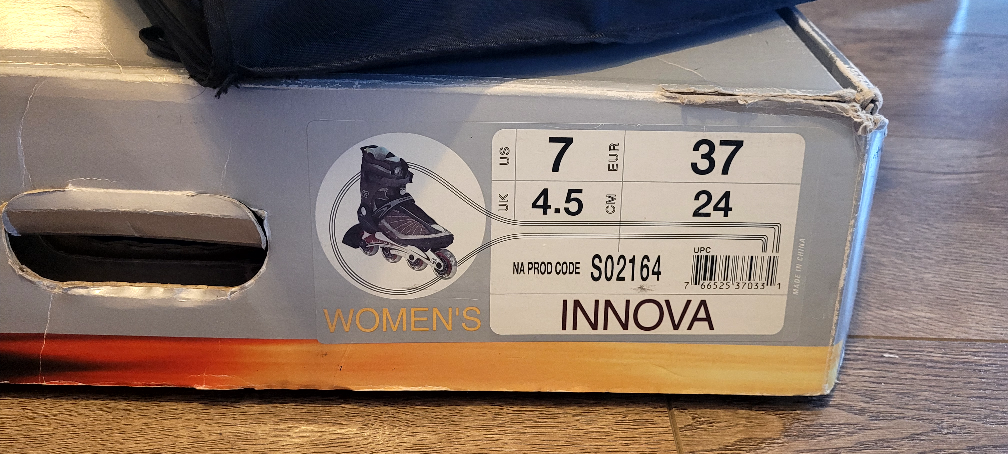 US 7 EUR 37
UK 4.5 CM 24
NA PROD CODE S02164
UPC
7 66525 37033 1
MADE IN CHINA
WOMEN'S
INNOVA